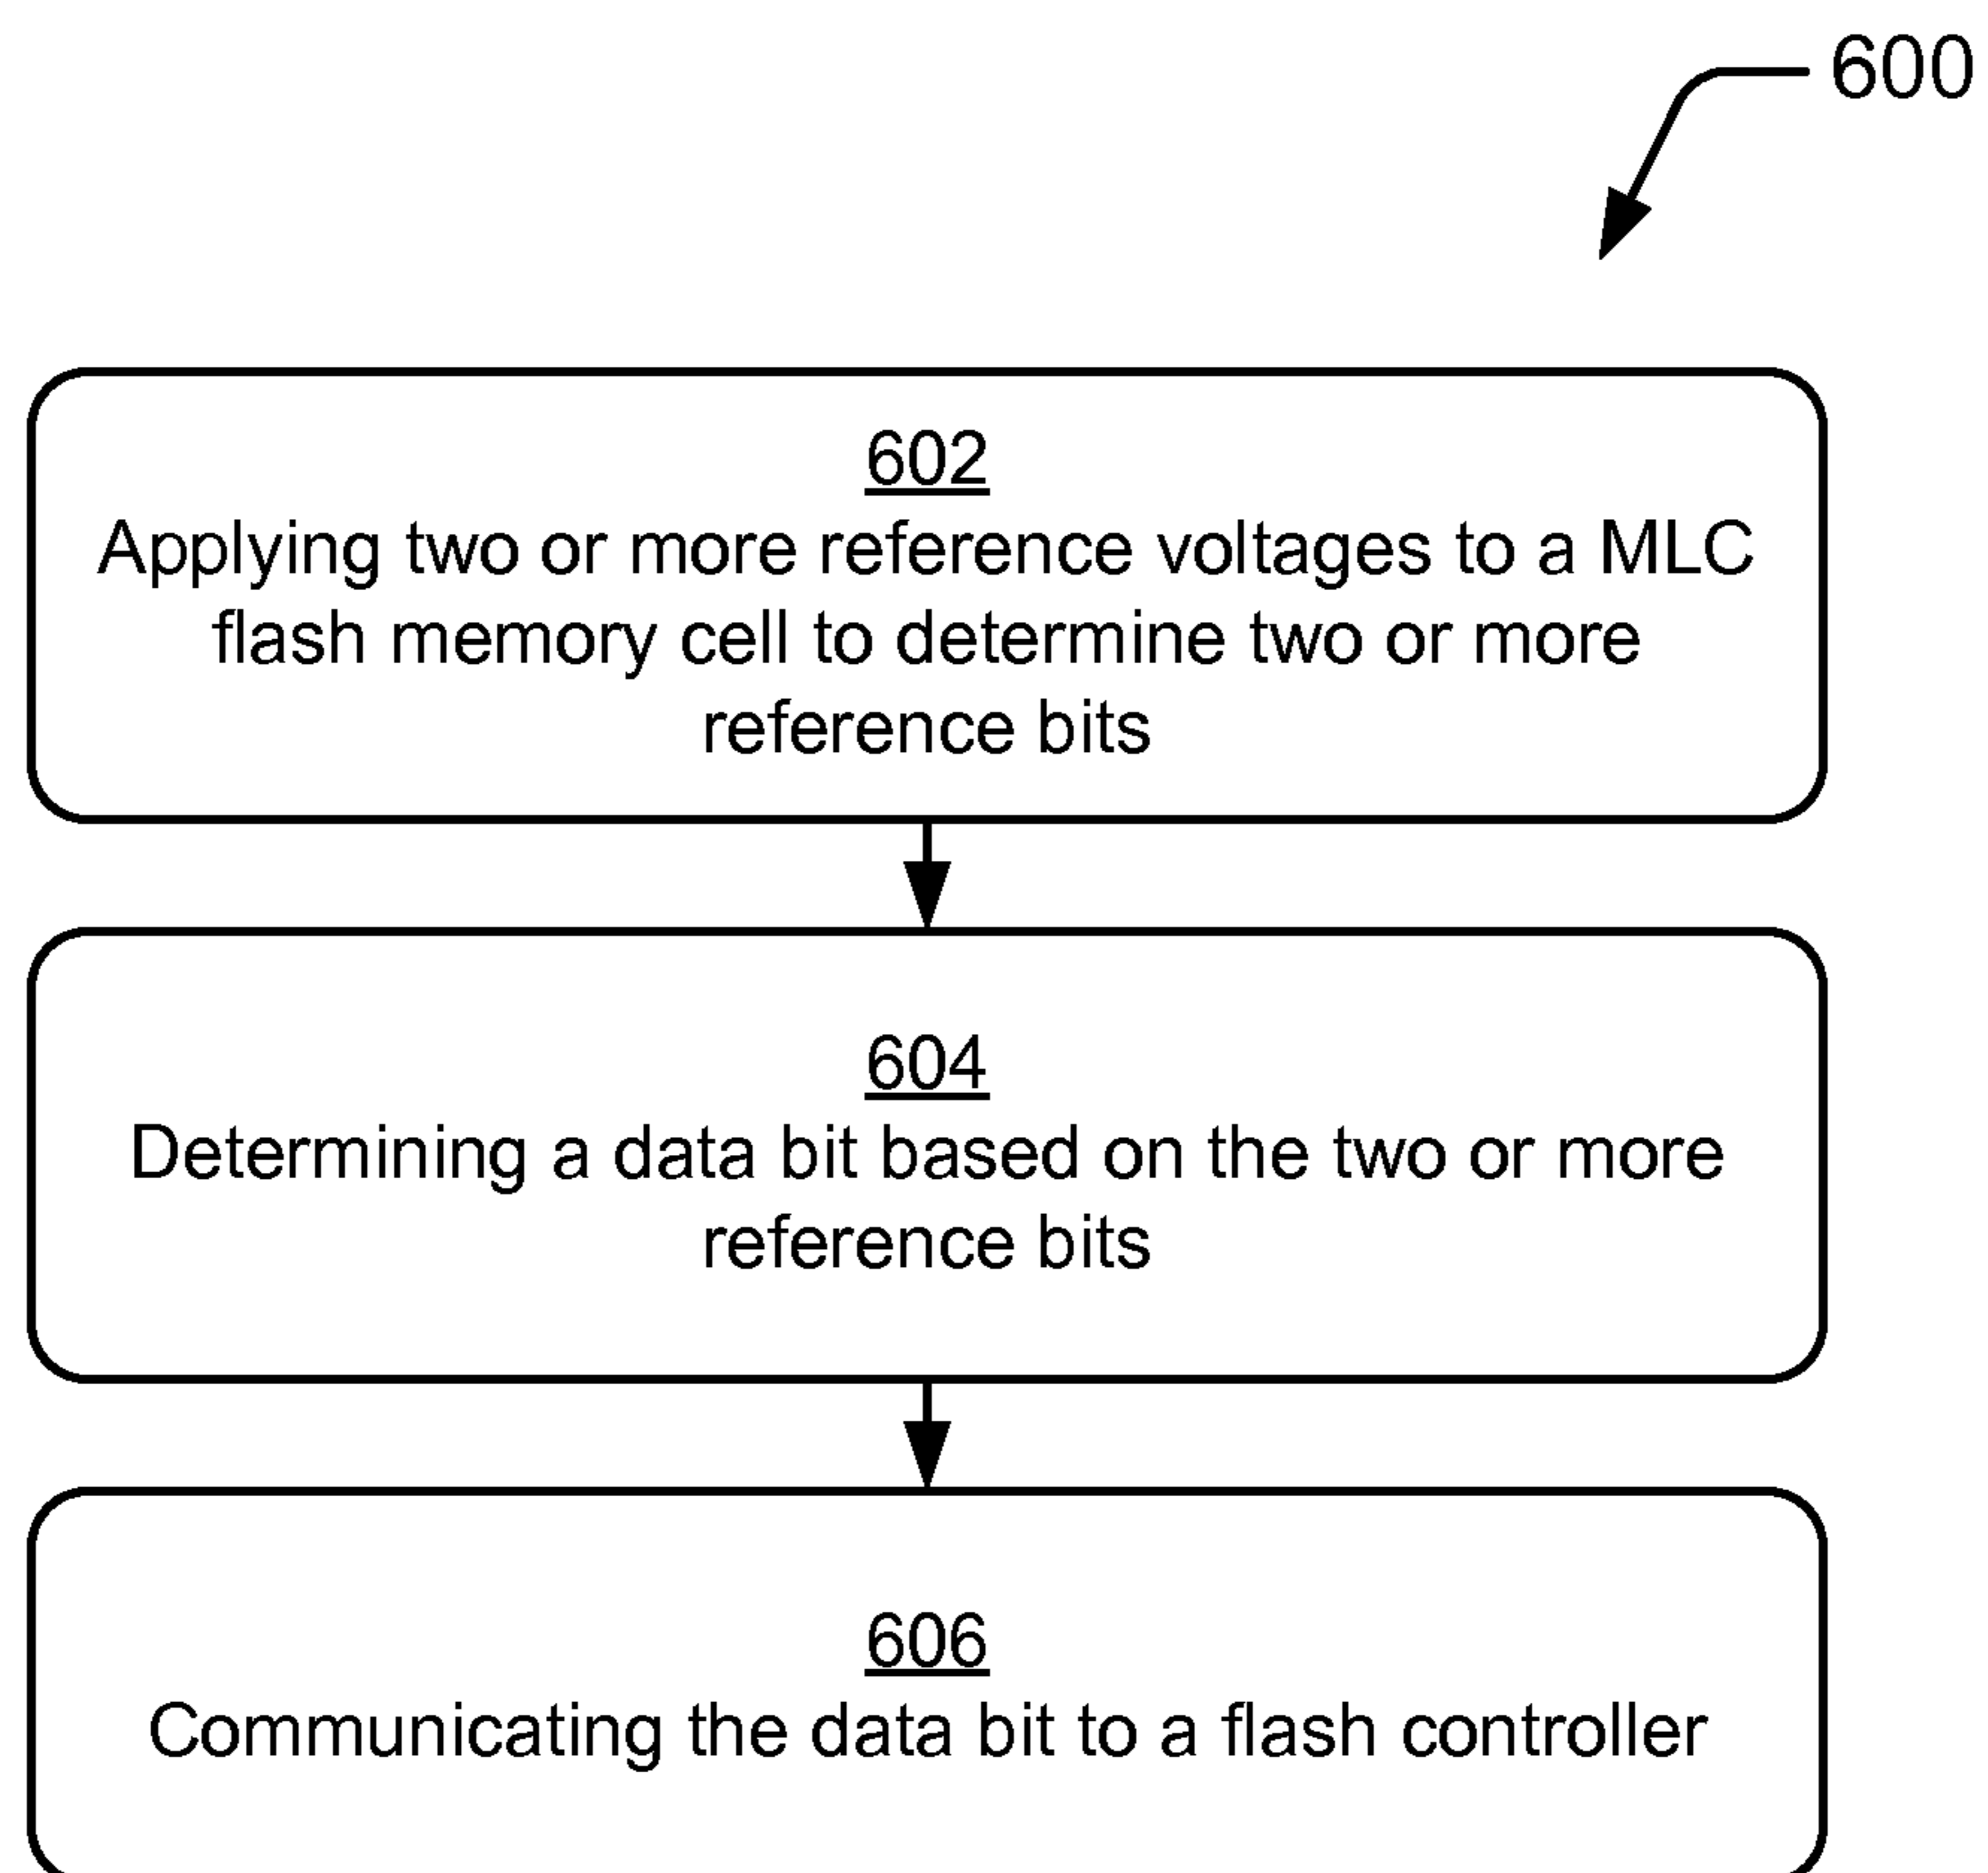 600
602
Applying two or more reference voltages to a MLC
flash memory cell to determine two or more
reference bits
604
Determining a data bit based on the two or more
reference bits
606
Communicating the data bit to a flash controller